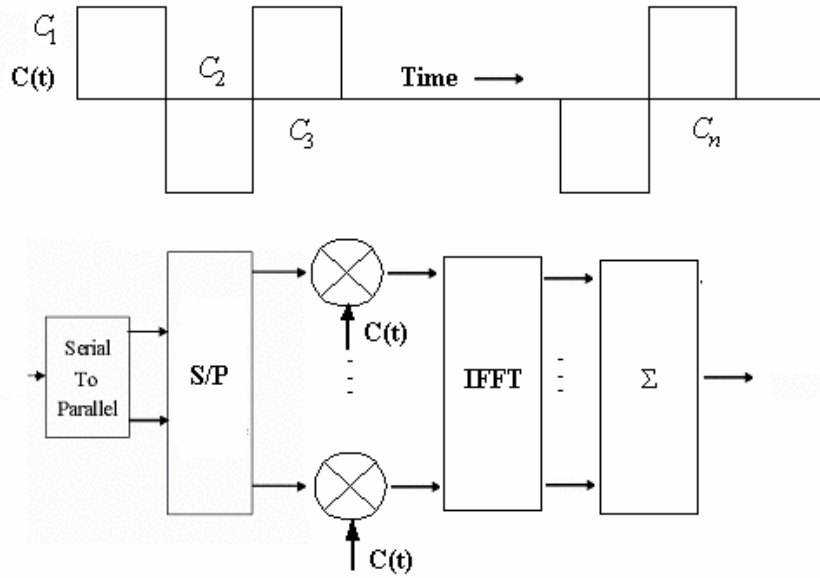 C1
C(t)
C2
Time
C3
Cn
Serial
To
Parallel
S/P
C(t)
IFFT
Σ
C(t)